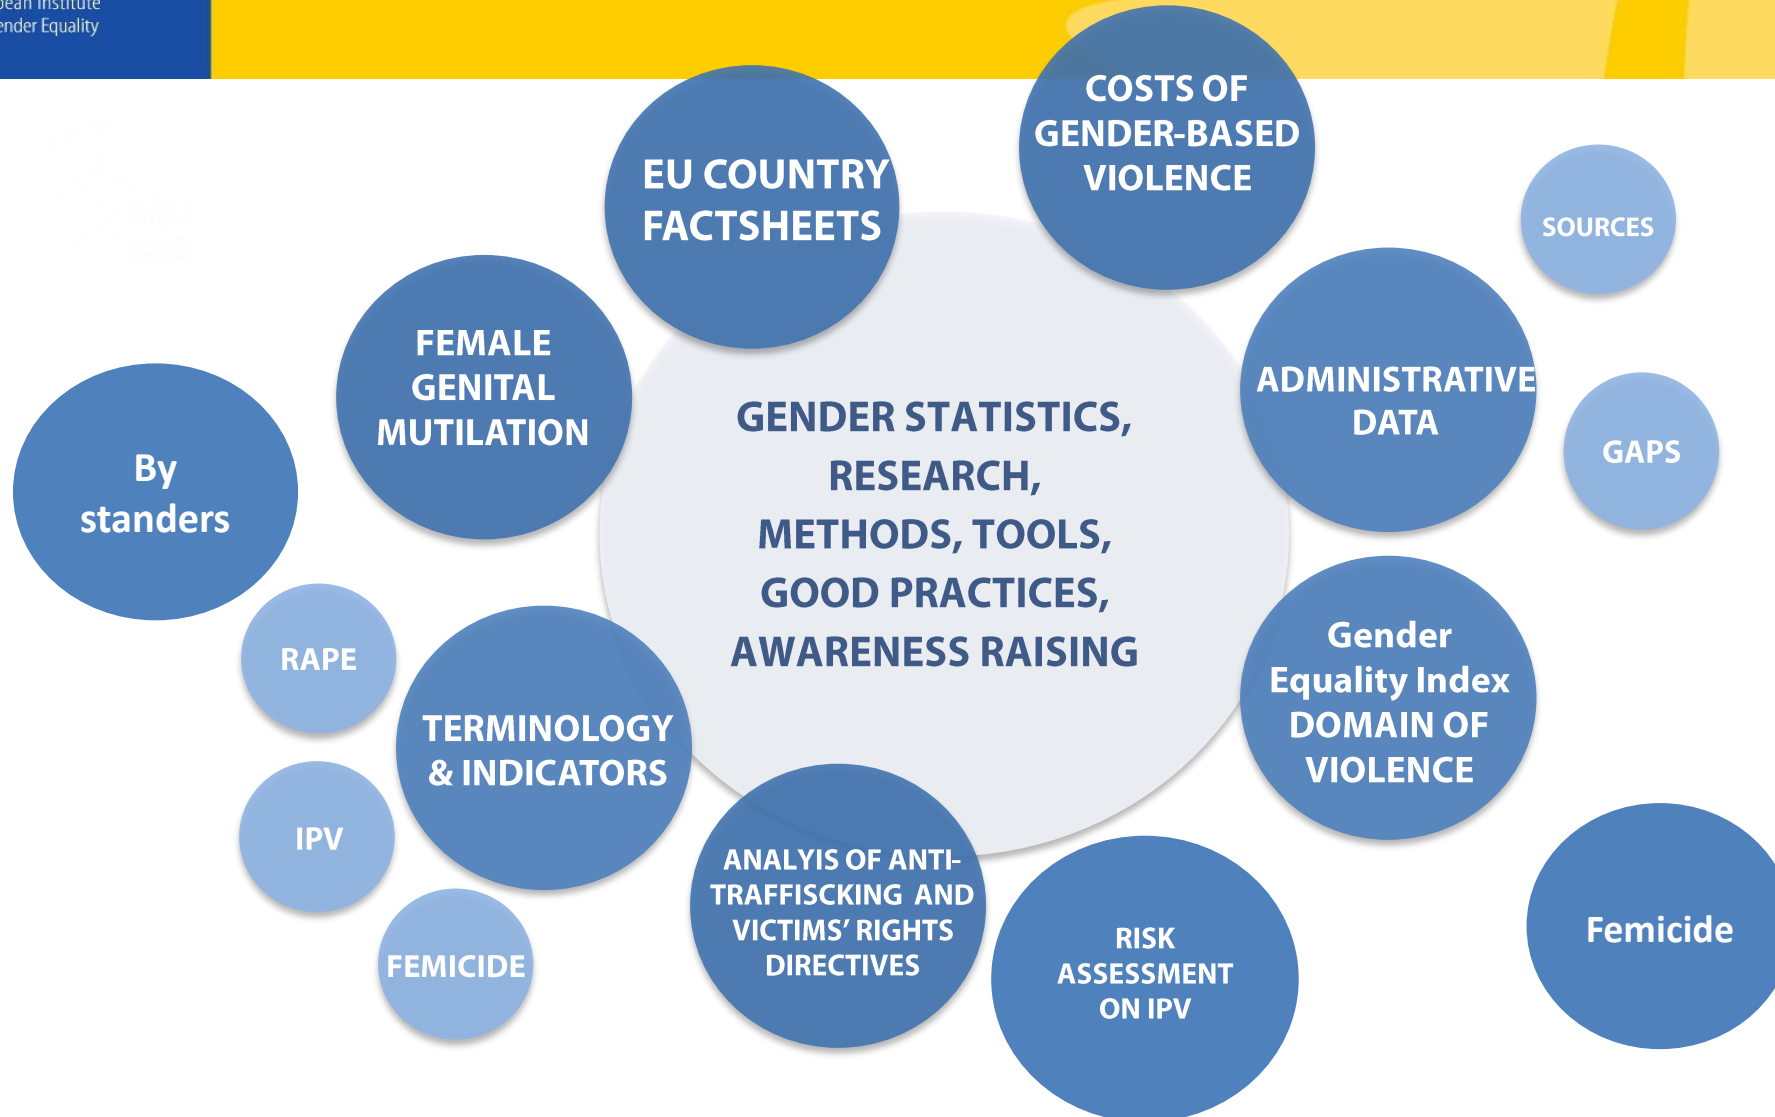 Gender Equality
COSTS OF
GENDER-BASED
VIOLENCE
EU COUNTRY
FACTSHEETS
SOURCES
FEMALE
GENITAL
MUTILATION
ADMINISTRATIVE
DATA
GAPS
By
standers
GENDER STATISTICS,
RESEARCH,
METHODS, TOOLS,
GOOD PRACTICES,
AWARENESS RAISING
RAPE
Gender
Equality Index
DOMAIN OF
VIOLENCE
TERMINOLOGY
& INDICATORS
IPV
ANALYIS OF ANTI-
TRAFFISCKING AND
VICTIMS’ RIGHTS
DIRECTIVES
RISK
ASSESSMENT
ON IPV
Femicide
FEMICIDE